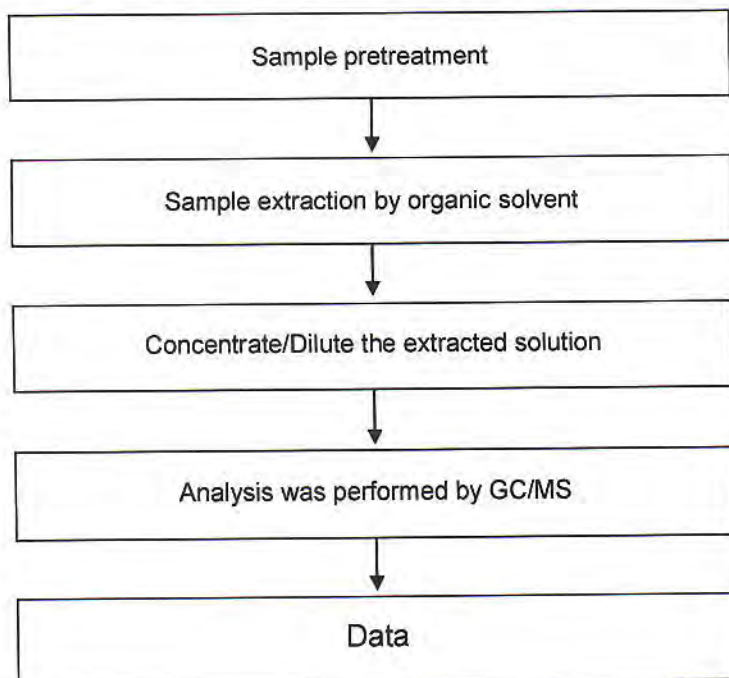 Sample pretreatment
Sample extraction by organic solvent
Concentrate/Dilute the extracted solution
Analysis was performed by GC/MS
Data